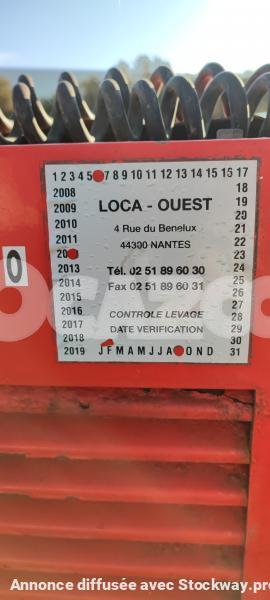 1 2 3 4 5 7 8 9 10 11 12 13 14 15 16 17
2008 18
2009 LOCA - OUEST 19
2010 4 Rue du Benelux 20
2011 44300 NANTES 21
22
23
2013 Tél. 02 51 89 60 30 24
2014 Fax 02 51 89 60 31 25
2015 26
2016 CONTROLE LEVAGE 27
2017 DATE VERIFICATION 28
2018 29
30
2019 J F M A M J J A O N D 31
0
OCAZOO
Annonce diffusée avec Stockway.pro